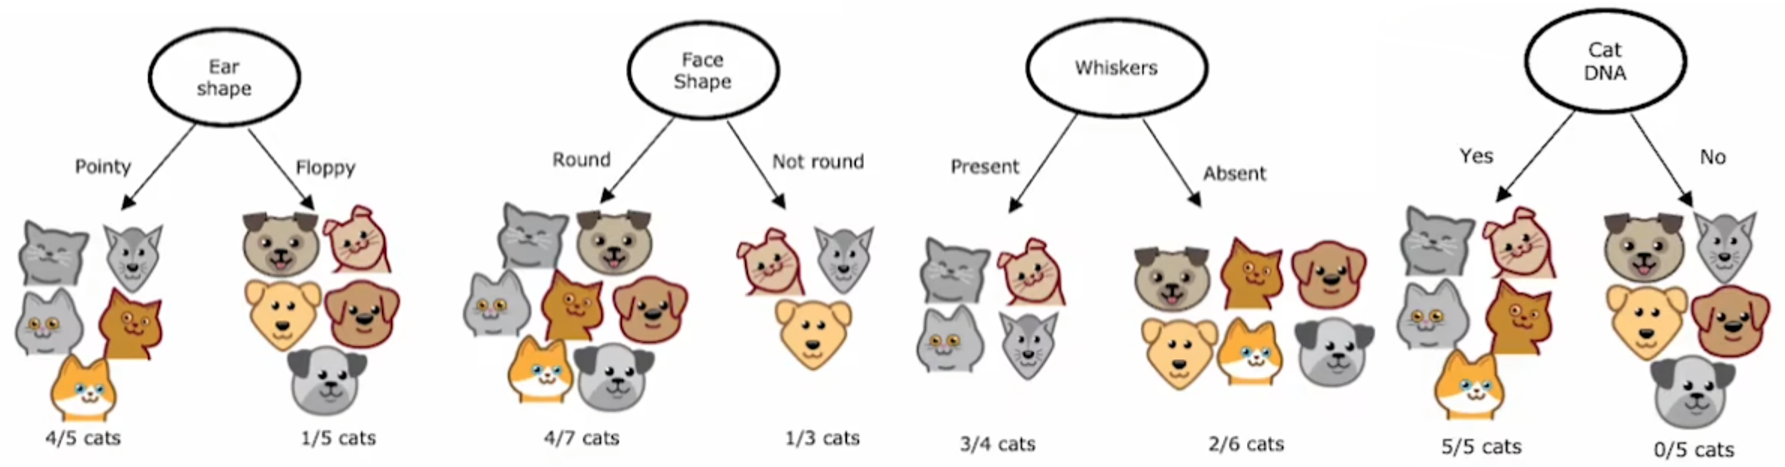 Ear
shape
Pointy
Floppy
4/5 cats
1/5 cats
Face
Shape
Round
Not round
4/7 cats
1/3 cats
Whiskers
Present
Absent
3/4 cats
2/6 cats
Cat
DNA
Yes
No
5/5 cats
0/5 cats